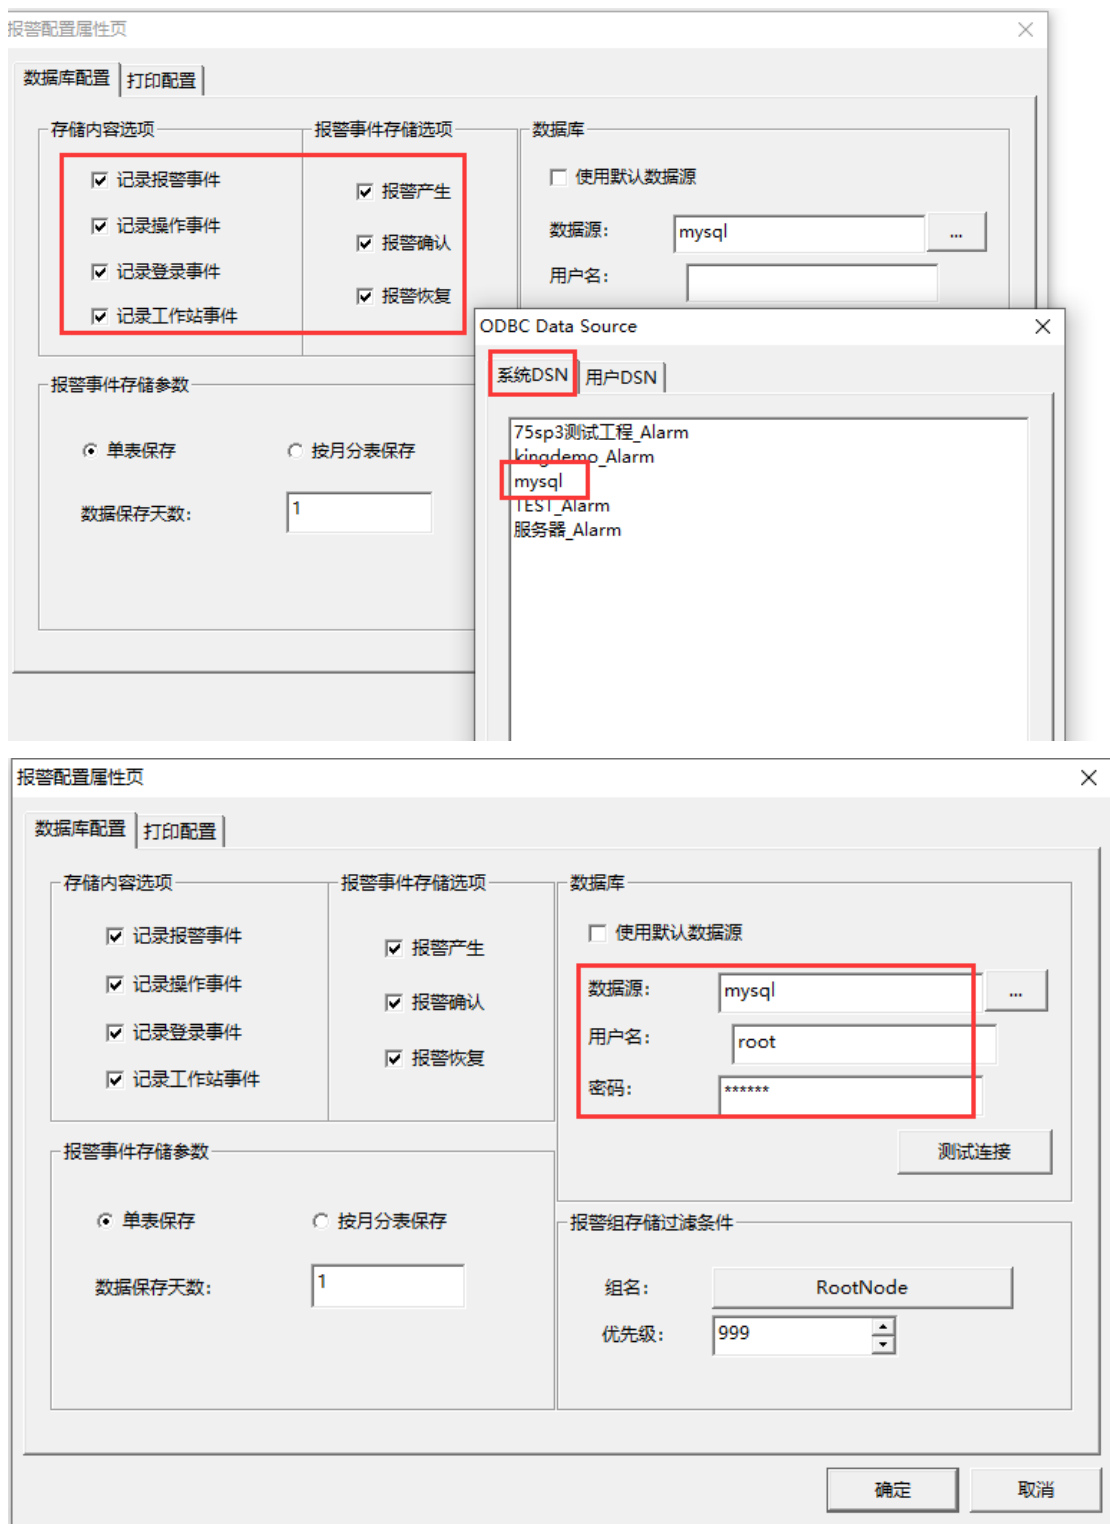 报警配置属性页
数据库配置 打印配置
存储内容选项 报警事件存储选项 数据库
记录报警事件 报警产生 使用默认数据源
记录操作事件 报警确认 数据源: mysql ...
记录登录事件 报警恢复 用户名:
记录工作站事件
ODBC Data Source
系统DSN 用户DSN
报警事件存储参数
单表保存 按月分表保存
数据保存天数: 1
75sp3测试工程_Alarm
kingdemo_Alarm
mysql
TEST_Alarm
服务器_Alarm
报警配置属性页
数据库配置 打印配置
存储内容选项 报警事件存储选项 数据库
记录报警事件 报警产生 使用默认数据源
记录操作事件 报警确认 数据源: mysql ...
记录登录事件 报警恢复 用户名: root
记录工作站事件 密码: ******
测试连接
报警事件存储参数
单表保存 按月分表保存
数据保存天数: 1
报警组存储过滤条件
组名: RootNode
优先级: 999
确定 取消